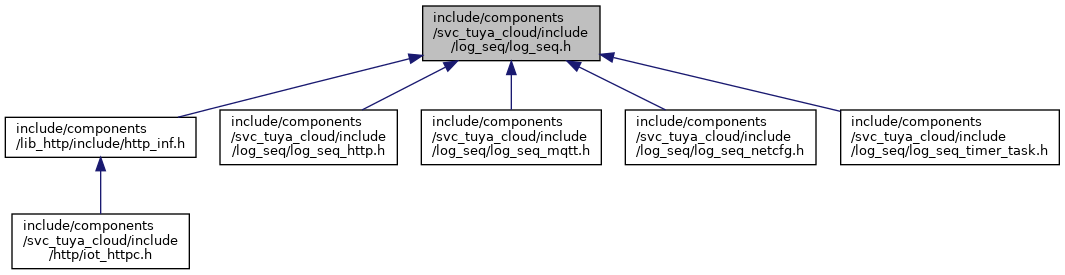 include/components
/svc_tuya_cloud/include
/log_seq/log_seq.h
include/components
/lib_http/include/http_inf.h
include/components
/svc_tuya_cloud/include
/log_seq/log_seq_http.h
include/components
/svc_tuya_cloud/include
/log_seq/log_seq_mqtt.h
include/components
/svc_tuya_cloud/include
/log_seq/log_seq_netcfg.h
include/components
/svc_tuya_cloud/include
/log_seq/log_seq_timer_task.h
include/components
/svc_tuya_cloud/include
/http/iot_httpc.h